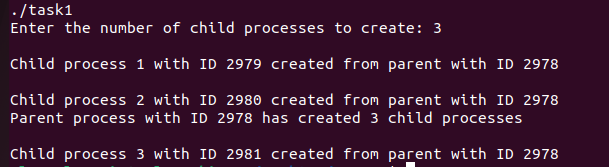 ./task1
Enter the number of child processes to create: 3
Child process 1 with ID 2979 created from parent with ID 2978
Child process 2 with ID 2980 created from parent with ID 2978
Parent process with ID 2978 has created 3 child processes
Child process 3 with ID 2981 created from parent with ID 2978